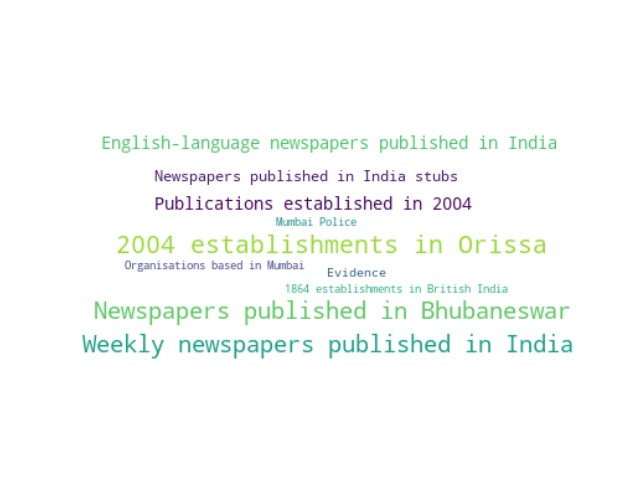 English-language newspapers published in India
Newspapers published in India stubs
Publications established in 2004
Mumbai Police
2004 establishments in Orissa
Organisations based in Mumbai
Evidence
1864 establishments in British India
Newspapers published in Bhubaneswar
Weekly newspapers published in India